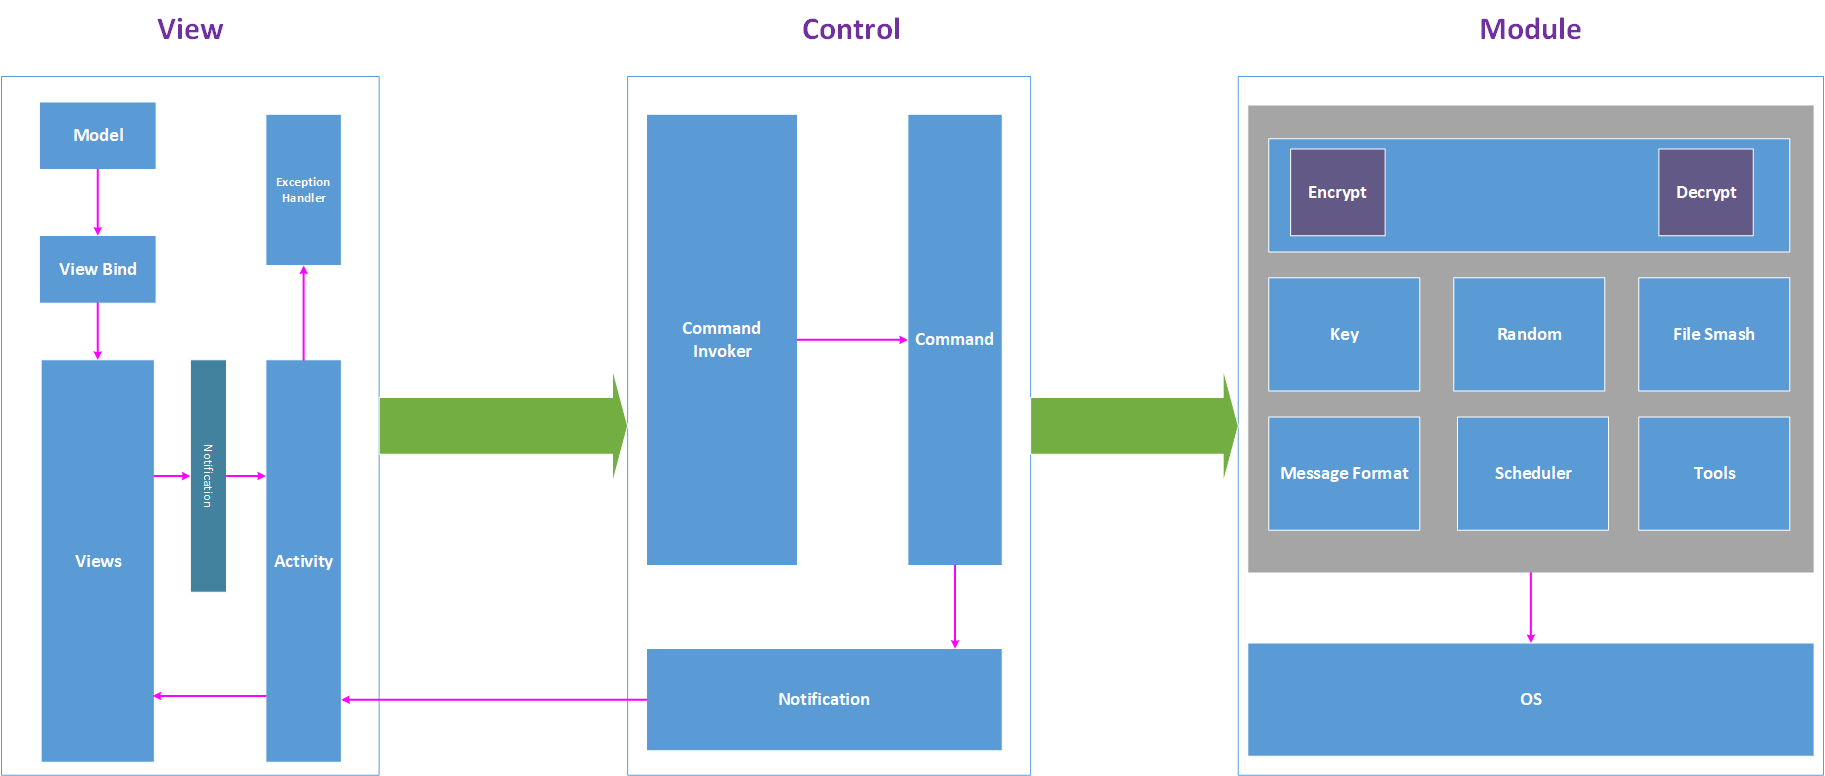 View
Control
Module
Model
Exception
Handler
View Bind
Views
Notification
Activity
Command
Invoker
Command
Notification
Encrypt
Decrypt
Key
Random
File Smash
Message Format
Scheduler
Tools
OS